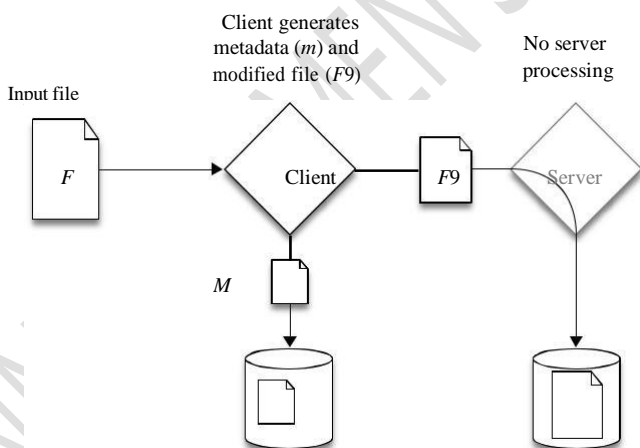 Client generates
metadata (m) and
modified file (F9)
No server
processing
Input file
F
Client
F9
Server
M